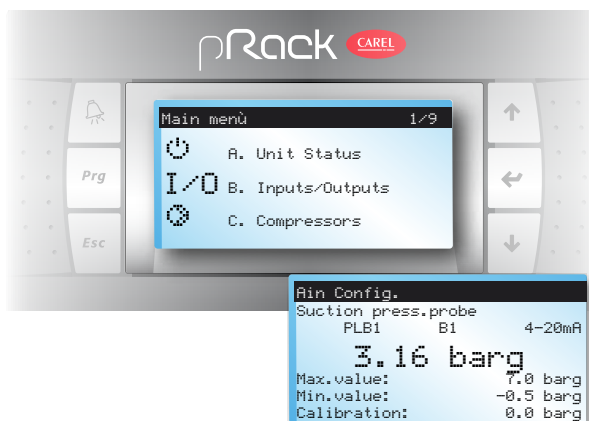 pRack CAREL
Main menù 1/9
A. Unit Status
Prg
I/O B. Inputs/Outputs
C. Compressors
Esc
Ain Config.
Suction press.probe
PLB1 B1 4-20mA
3.16 barg
Max.value: 7.0 barg
Min.value: -0.5 barg
Calibration: 0.0 barg